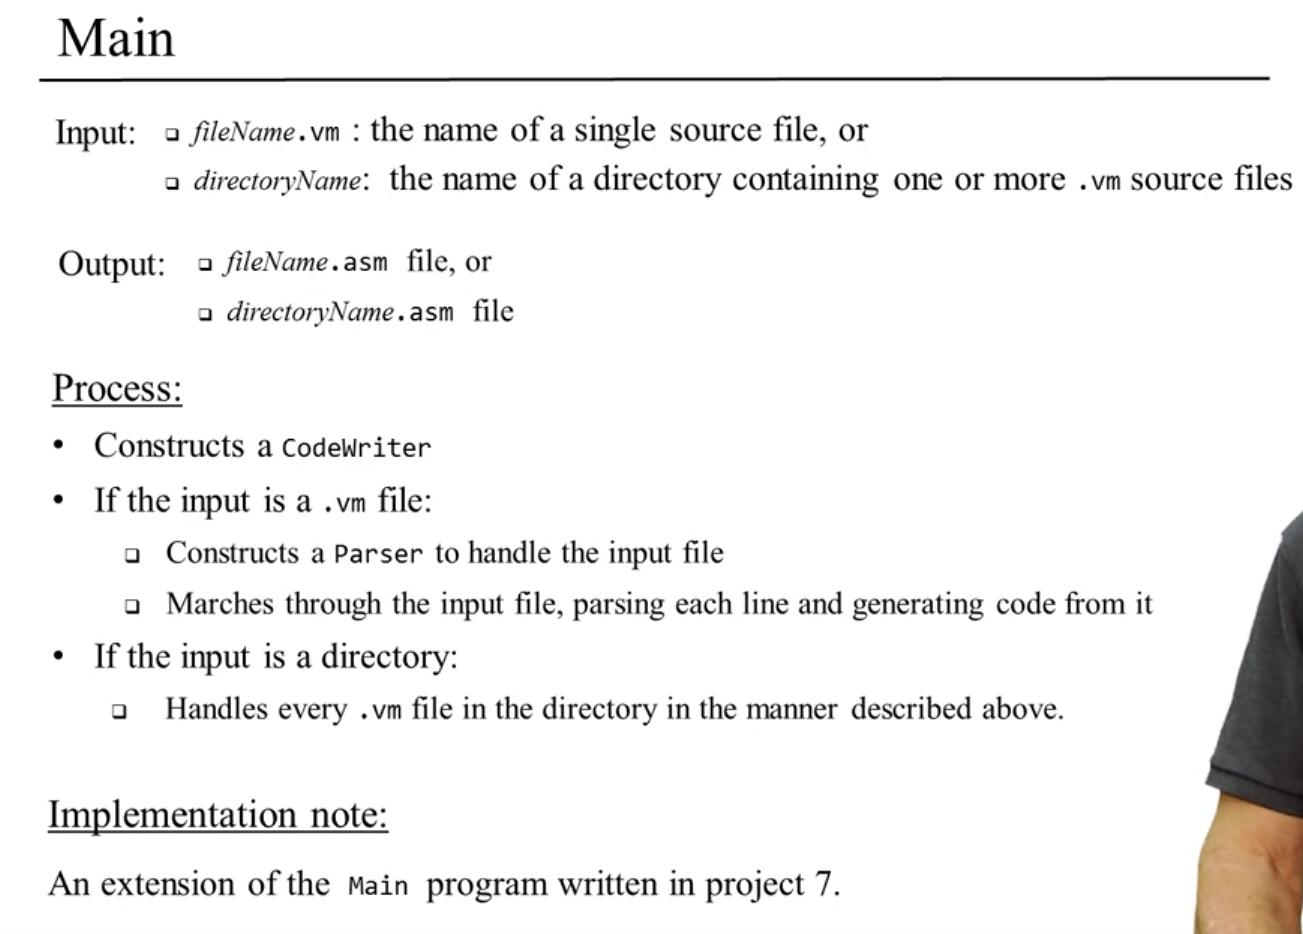 Main
Input: ❑ fileName.vm : the name of a single source file, or
❑ directoryName: the name of a directory containing one or more .vm source files
Output: ❑ fileName.asm file, or
❑ directoryName.asm file
Process:
• Constructs a CodeWriter
• If the input is a .vm file:
❑ Constructs a Parser to handle the input file
❑ Marches through the input file, parsing each line and generating code from it
• If the input is a directory:
❑ Handles every .vm file in the directory in the manner described above.
Implementation note:
An extension of the Main program written in project 7.